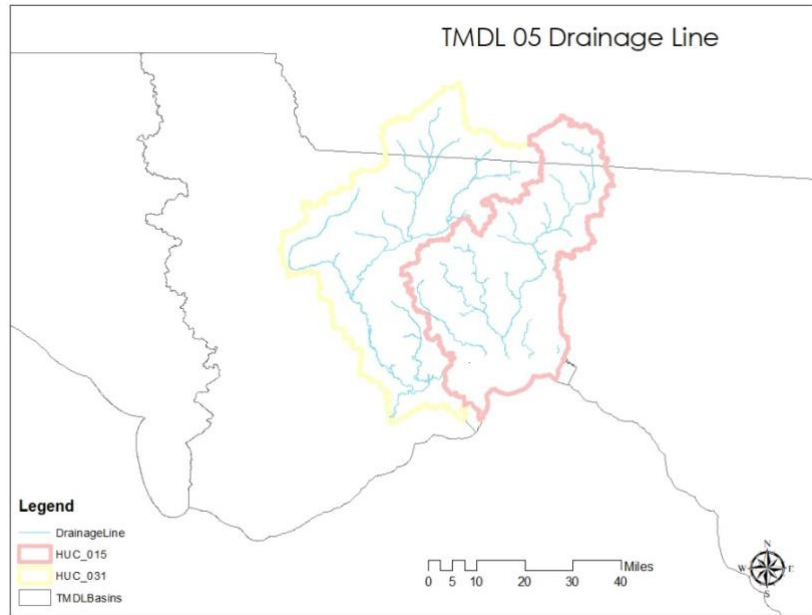 TMDL 05 Drainage Line
Legend
DrainageLine
HUC_015
HUC_031
TMDLBasins
Miles
0 5 10 20 30 40
N
W E
S